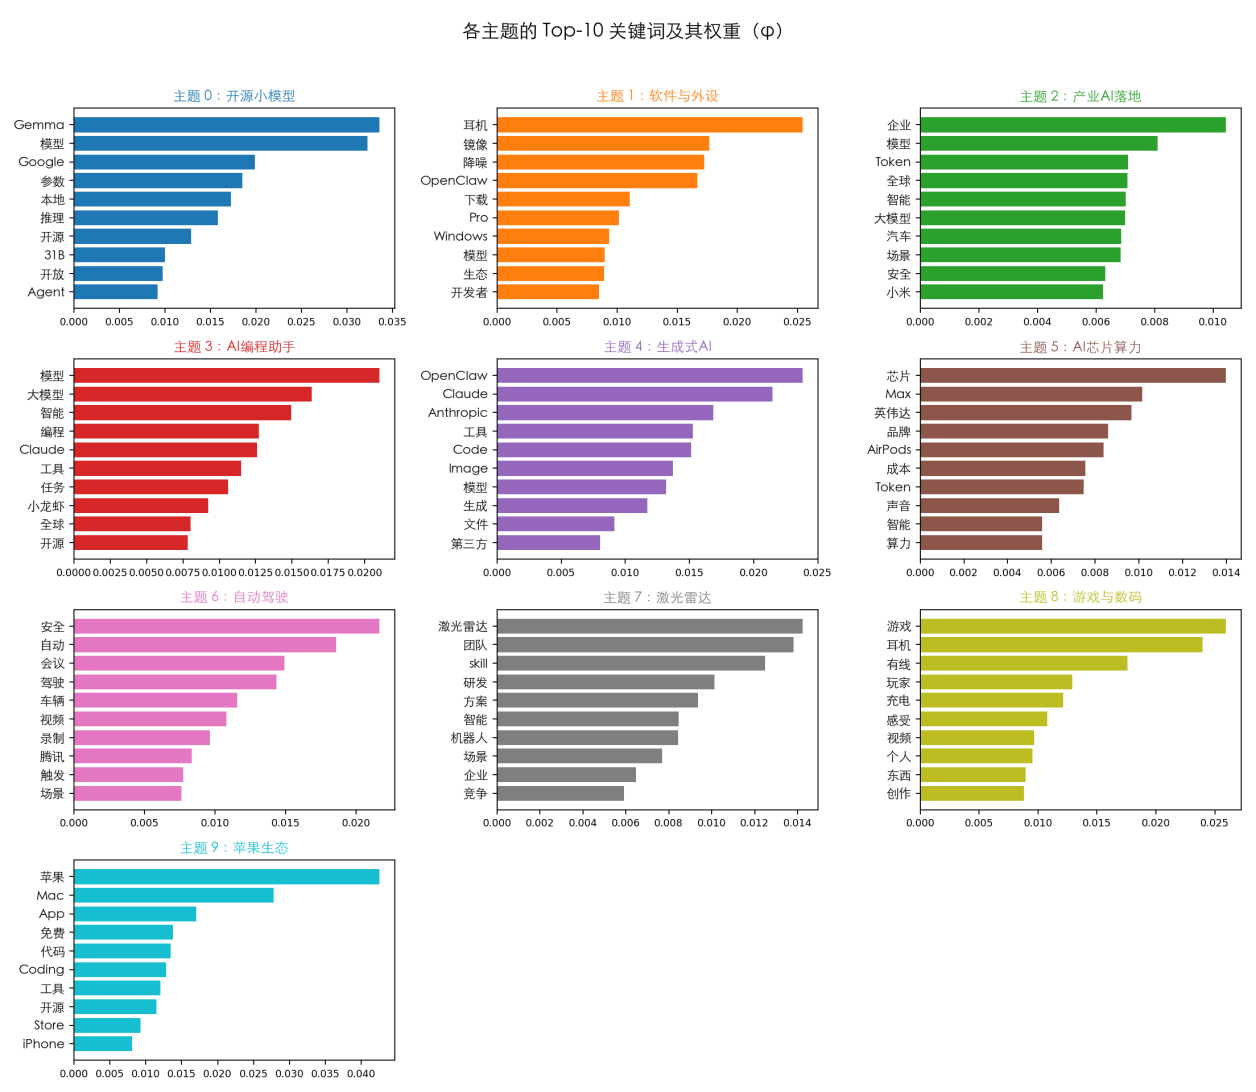 各主题的 Top-10 关键词及其权重（φ）
主题 0：开源小模型
Gemma
模型
Google
参数
本地
推理
开源
31B
开放
Agent
0.000 0.005 0.010 0.015 0.020 0.025 0.030 0.035
主题 1：软件与外设
耳机
镜像
降噪
OpenClaw
下载
Pro
Windows
模型
生态
开发者
0.000 0.005 0.010 0.015 0.020 0.025
主题 2：产业AI落地
企业
模型
Token
全球
智能
大模型
汽车
场景
安全
小米
0.000 0.002 0.004 0.006 0.008 0.010
主题 3：AI编程助手
模型
大模型
智能
编程
Claude
工具
任务
小龙虾
全球
开源
0.0000 0.0025 0.0050 0.0075 0.0100 0.0125 0.0150 0.0175 0.0200
主题 4：生成式AI
OpenClaw
Claude
Anthropic
工具
Code
Image
模型
生成
文件
第三方
0.000 0.005 0.010 0.015 0.020 0.025
主题 5：AI芯片算力
芯片
Max
英伟达
品牌
AirPods
成本
Token
声音
智能
算力
0.000 0.002 0.004 0.006 0.008 0.010 0.012 0.014
主题 6：自动驾驶
安全
自动
会议
驾驶
车辆
视频
录制
腾讯
触发
场景
0.000 0.005 0.010 0.015 0.020
主题 7：激光雷达
激光雷达
团队
skill
研发
方案
智能
机器人
场景
企业
竞争
0.000 0.002 0.004 0.006 0.008 0.010 0.012 0.014
主题 8：游戏与数码
游戏
耳机
有线
玩家
充电
感受
视频
个人
东西
创作
0.000 0.005 0.010 0.015 0.020 0.025
主题 9：苹果生态
苹果
Mac
App
免费
代码
Coding
工具
开源
Store
iPhone
0.000 0.005 0.010 0.015 0.020 0.025 0.030 0.035 0.040